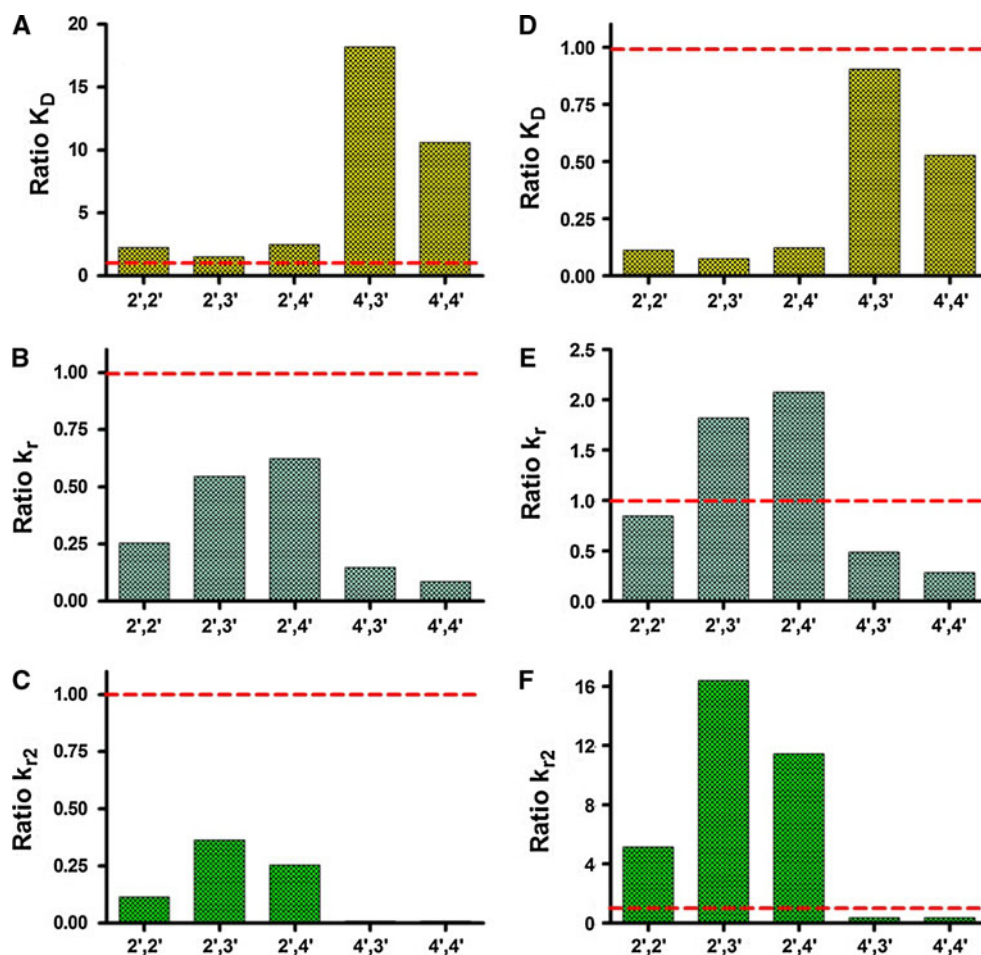 A
Ratio K_D
20
15
10
5
0
2',2' 2',3' 2',4' 4',3' 4',4'
D
Ratio K_D
1.00
0.75
0.50
0.25
0.00
2',2' 2',3' 2',4' 4',3' 4',4'
B
Ratio k_r
1.00
0.75
0.50
0.25
0.00
2',2' 2',3' 2',4' 4',3' 4',4'
E
Ratio k_r
2.5
2.0
1.5
1.0
0.5
0.0
2',2' 2',3' 2',4' 4',3' 4',4'
C
Ratio k_r2
1.00
0.75
0.50
0.25
0.00
2',2' 2',3' 2',4' 4',3' 4',4'
F
Ratio k_r2
16
12
8
4
0
2',2' 2',3' 2',4' 4',3' 4',4'